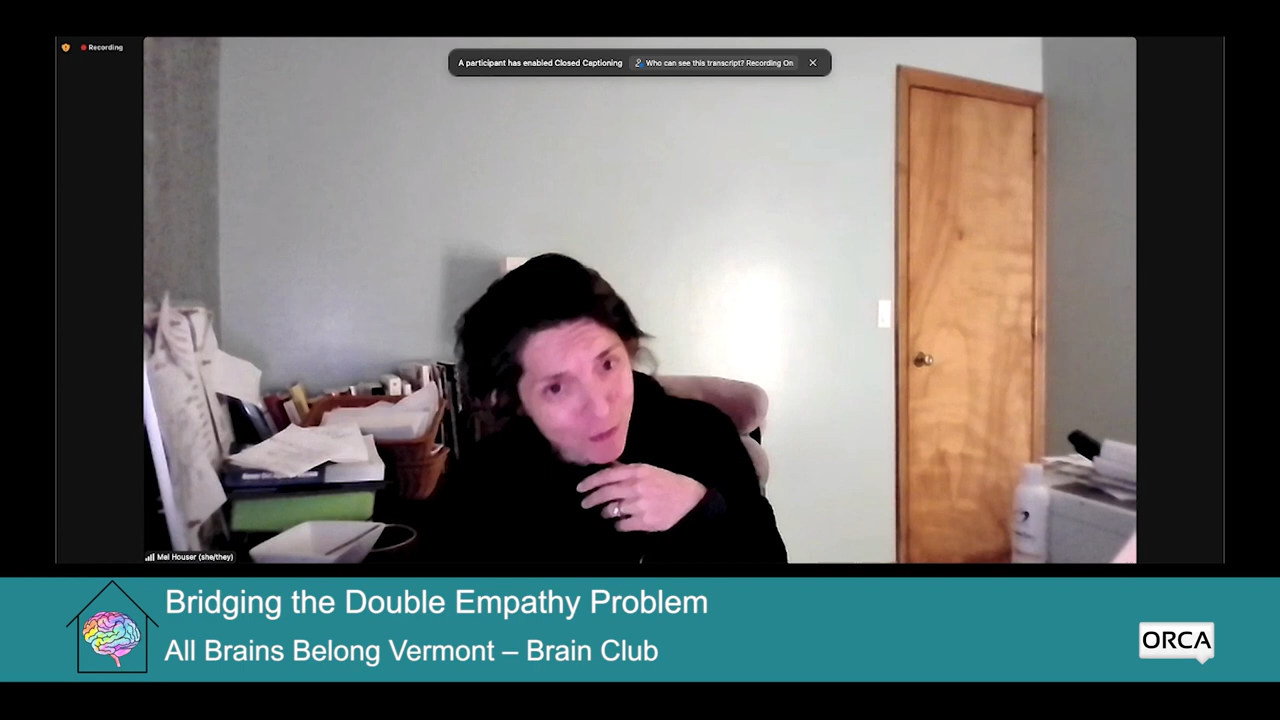 Recording
A participant has enabled Closed Captioning
Who can see this transcript? Recording On
Mel Houser (she/they)
Bridging the Double Empathy Problem
All Brains Belong Vermont – Brain Club
ORCA